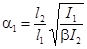 α₁ = l₂/l₁ √(I₁/(βI₂))